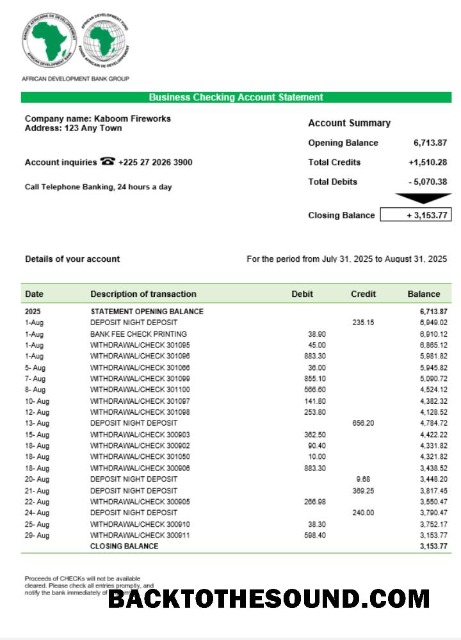 AFRICAN DEVELOPMENT BANK GROUP
Business Checking Account Statement
Company name: Kaboom Fireworks
Address: 123 Any Town
Account inquiries ☎ +225 27 2026 3900
Call Telephone Banking, 24 hours a day
Account Summary
Opening Balance 6,713.87
Total Credits +1,510.28
Total Debits - 5,070.38
Closing Balance + 3,153.77
Details of your account For the period from July 31, 2025 to August 31, 2025
Date Description of transaction Debit Credit Balance
2025 STATEMENT OPENING BALANCE 6,713.87
1-Aug DEPOSIT NIGHT DEPOSIT 235.15 6,949.02
1-Aug BANK FEE CHECK PRINTING 38.90 6,910.12
1-Aug WITHDRAWAL/CHECK 301095 45.00 6,865.12
1-Aug WITHDRAWAL/CHECK 301096 883.30 5,981.82
5- Aug WITHDRAWAL/CHECK 301066 36.00 5,945.82
7- Aug WITHDRAWAL/CHECK 301099 855.10 5,090.72
8- Aug WITHDRAWAL/CHECK 301100 566.60 4,524.12
10- Aug WITHDRAWAL/CHECK 301097 141.80 4,382.32
12- Aug WITHDRAWAL/CHECK 301098 253.80 4,128.52
13- Aug DEPOSIT NIGHT DEPOSIT 656.20 4,784.72
15- Aug WITHDRAWAL/CHECK 300903 362.50 4,422.22
18- Aug WITHDRAWAL/CHECK 300902 90.40 4,331.82
18- Aug WITHDRAWAL/CHECK 301050 10.00 4,321.82
18- Aug WITHDRAWAL/CHECK 300906 883.30 3,438.52
20- Aug DEPOSIT NIGHT DEPOSIT 9.68 3,448.20
21- Aug DEPOSIT NIGHT DEPOSIT 369.25 3,817.45
22- Aug WITHDRAWAL/CHECK 300905 266.98 3,550.47
24- Aug DEPOSIT NIGHT DEPOSIT 240.00 3,790.47
25- Aug WITHDRAWAL/CHECK 300910 38.30 3,752.17
29- Aug WITHDRAWAL/CHECK 300911 598.40 3,153.77
CLOSING BALANCE 3,153.77
Proceeds of CHECKs will not be available
cleared. Please check all entries promptly, and
notify the bank immediately of
BACKTOTHESOUND.COM